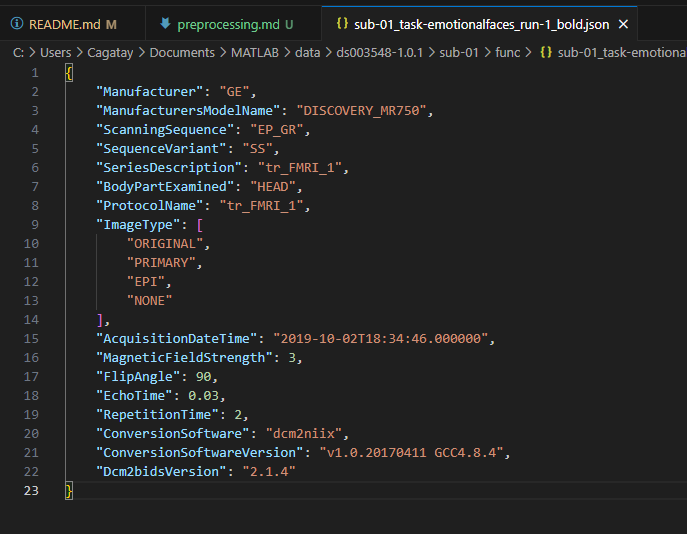 README.md M
preprocessing.md U
{} sub-01_task-emotionalfaces_run-1_bold.json ×
C: > Users > Cagatay > Documents > MATLAB > data > ds003548-1.0.1 > sub-01 > func > {} sub-01_task-emotiona
1 {
2 "Manufacturer": "GE",
3 "ManufacturersModelName": "DISCOVERY_MR750",
4 "ScanningSequence": "EP_GR",
5 "SequenceVariant": "SS",
6 "SeriesDescription": "tr_FMRI_1",
7 "BodyPartExamined": "HEAD",
8 "ProtocolName": "tr_FMRI_1",
9 "ImageType": [
10 "ORIGINAL",
11 "PRIMARY",
12 "EPI",
13 "NONE"
14 ],
15 "AcquisitionDateTime": "2019-10-02T18:34:46.000000",
16 "MagneticFieldStrength": 3,
17 "FlipAngle": 90,
18 "EchoTime": 0.03,
19 "RepetitionTime": 2,
20 "ConversionSoftware": "dcm2niix",
21 "ConversionSoftwareVersion": "v1.0.20170411 GCC4.8.4",
22 "Dcm2bidsVersion": "2.1.4"
23 }